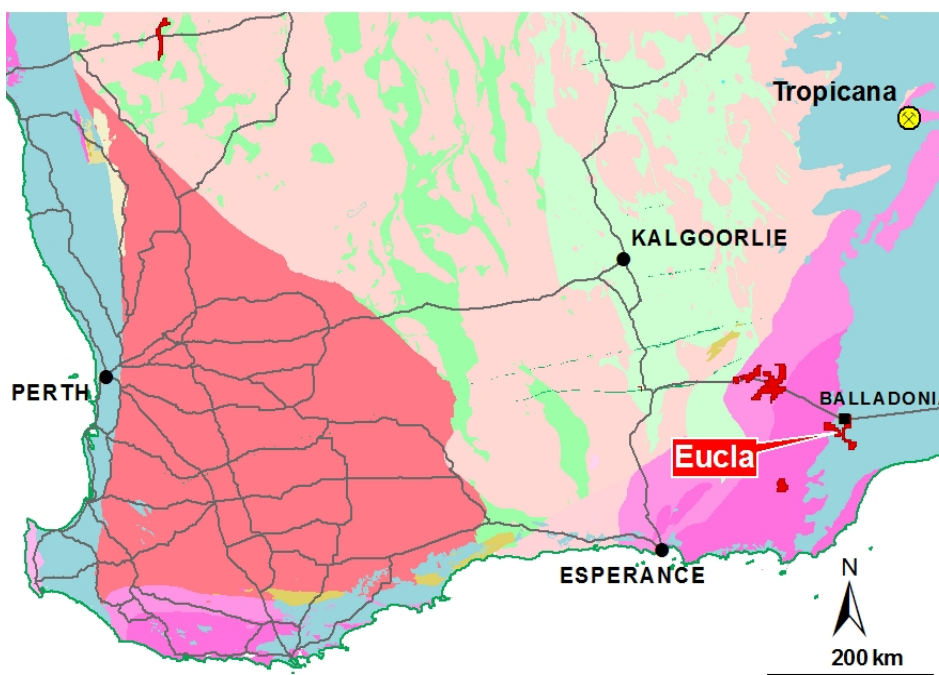 Tropicana
KALGOORLIE
PERTH
BALLADONIA
Eucla
ESPERANCE
N
200 km